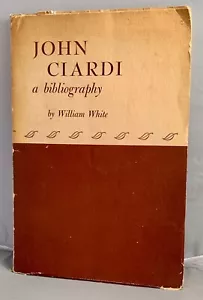 JOHN
CIARDI
a bibliography
by William White